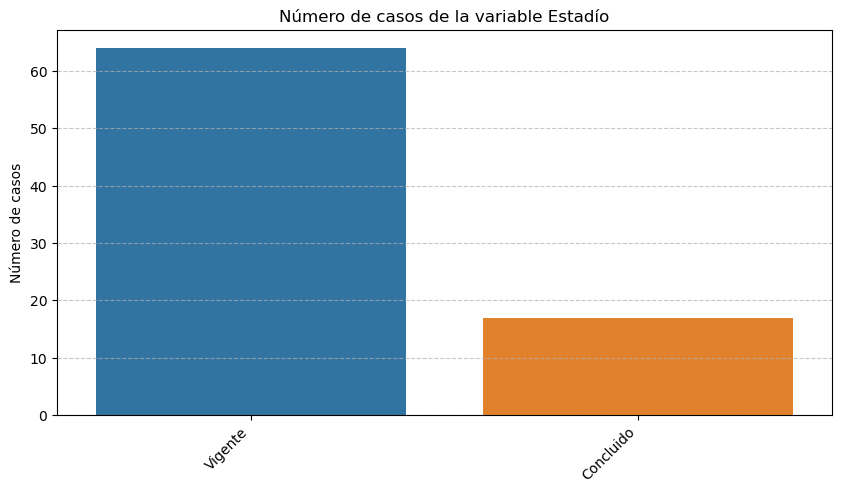 Número de casos de la variable Estadío
Número de casos
60
50
40
30
20
10
0
Vigente
Concluido